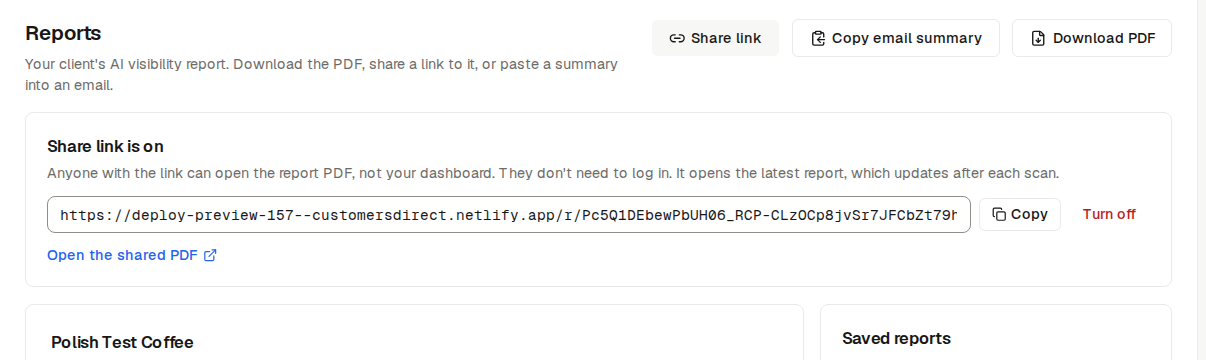 Reports
Share link
Copy email summary
Download PDF
Your client's AI visibility report. Download the PDF, share a link to it, or paste a summary
into an email.
Share link is on
Anyone with the link can open the report PDF, not your dashboard. They don't need to log in. It opens the latest report, which updates after each scan.
https://deploy-preview-157--customersdirect.netlify.app/r/Pc5Q1DEbewPbUH06_RCP-CLzOCp8jvSr7JFCbZt79h
Copy
Turn off
Open the shared PDF
Polish Test Coffee
Saved reports